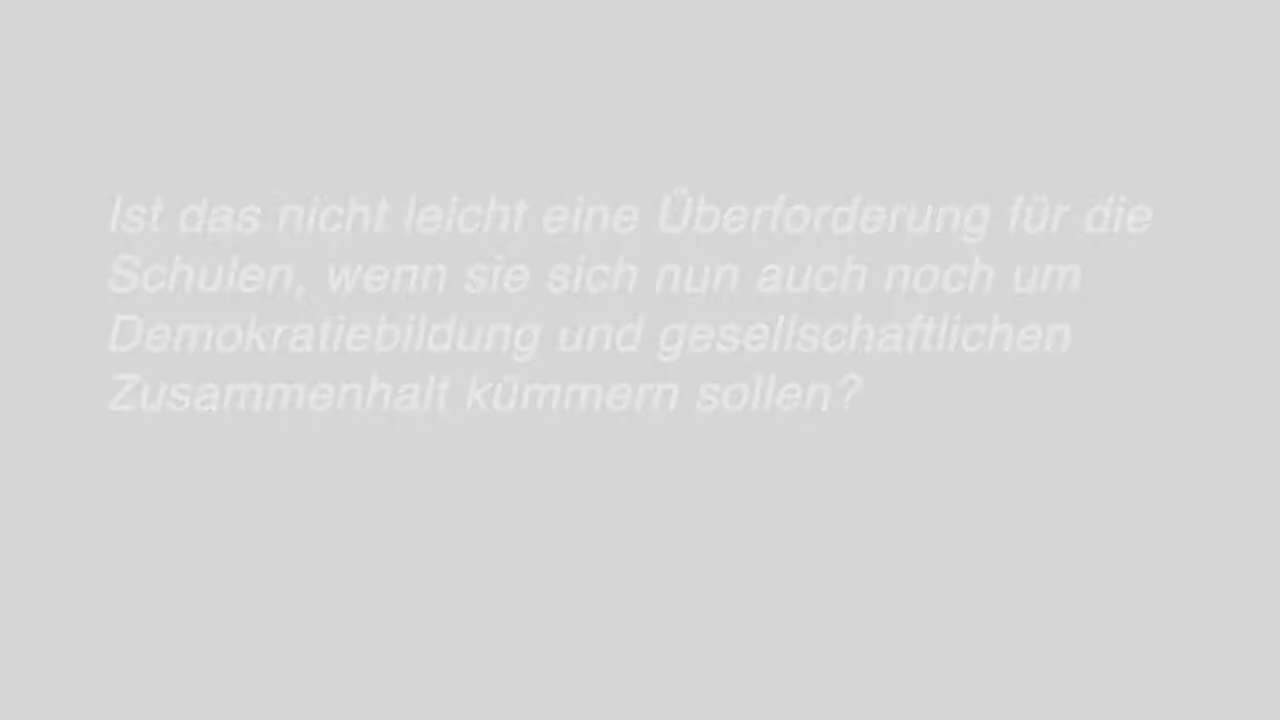 Ist das nicht leicht eine Überforderung für die
Schulen, wenn sie sich nun auch noch um
Demokratiebildung und gesellschaftlichen
Zusammenhalt kümmern sollen?